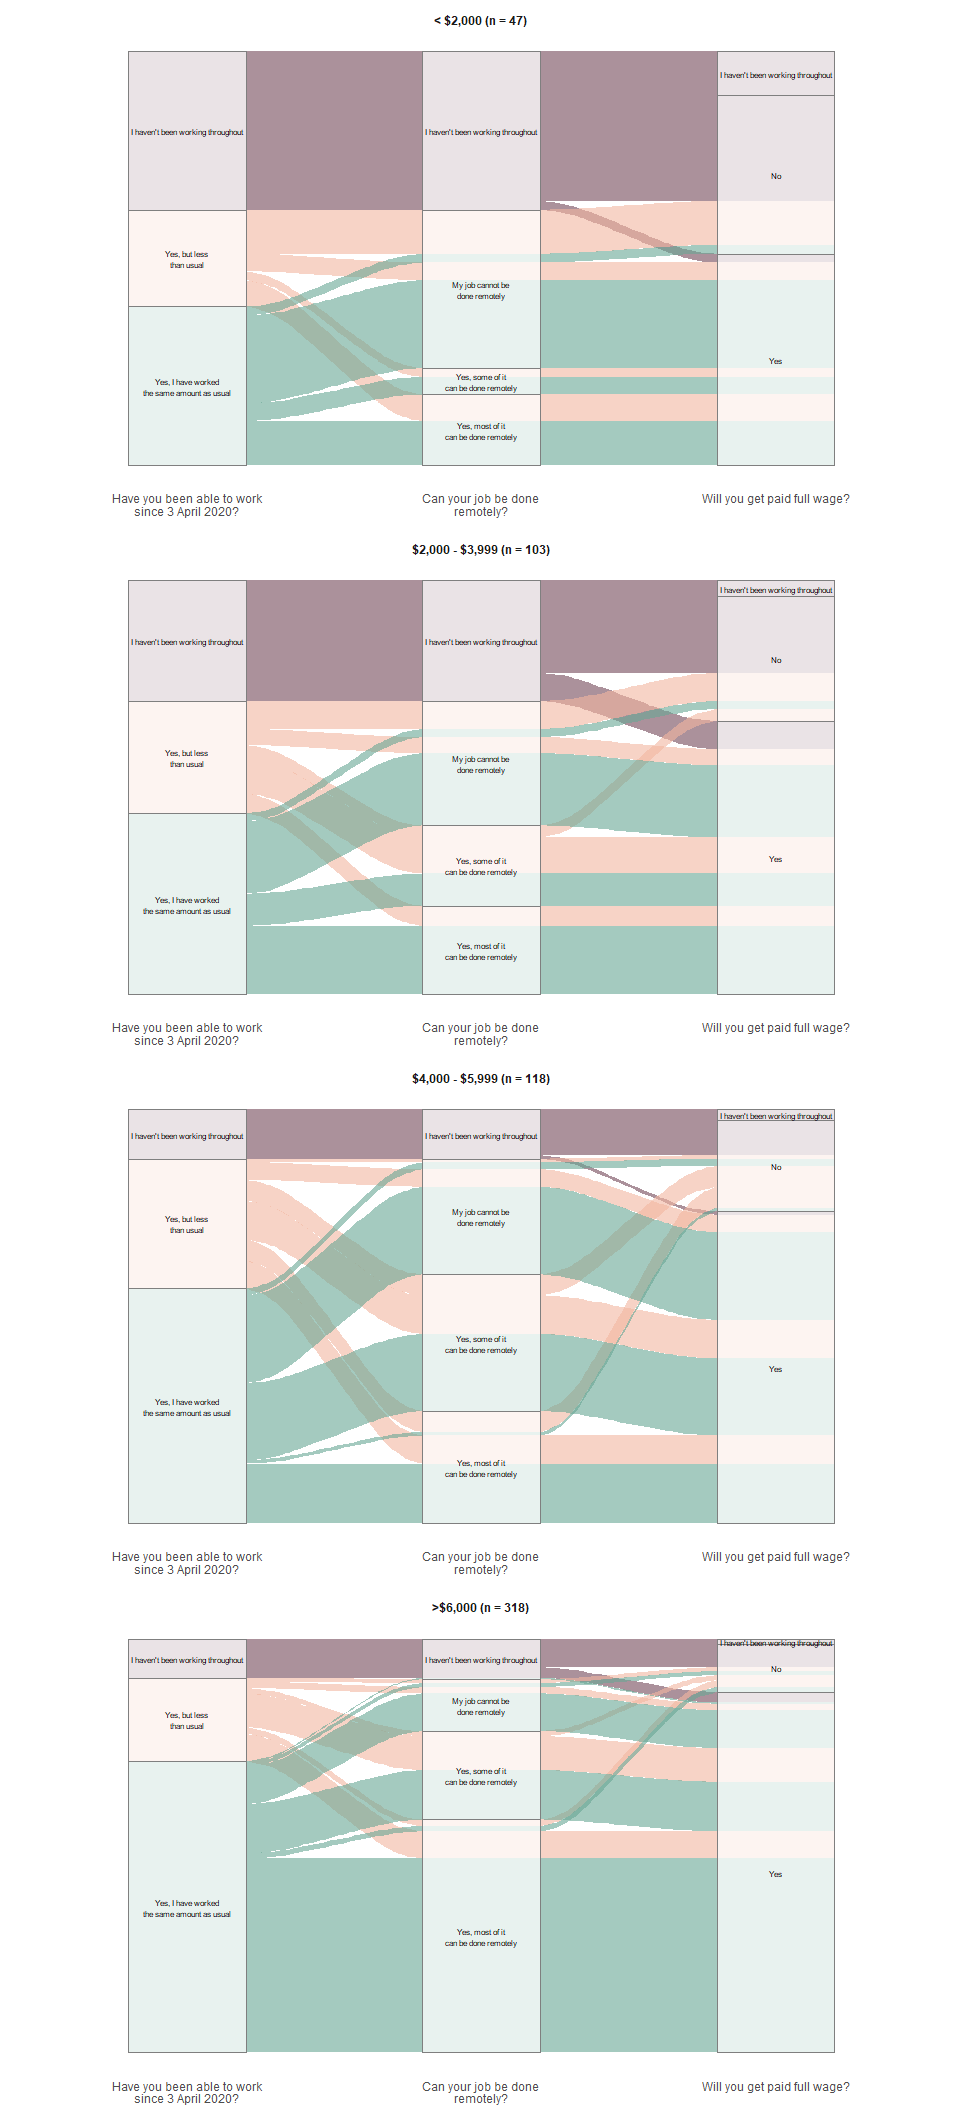 < $2,000 (n = 47)
I haven't been working throughout
I haven't been working throughout
I haven't been working throughout
No
Yes, but less
than usual
My job cannot be
done remotely
Yes
Yes, I have worked
the same amount as usual
Yes, some of it
can be done remotely
Yes, most of it
can be done remotely
Have you been able to work
since 3 April 2020?
Can your job be done
remotely?
Will you get paid full wage?
$2,000 - $3,999 (n = 103)
I haven't been working throughout
I haven't been working throughout
I haven't been working throughout
No
Yes, but less
than usual
My job cannot be
done remotely
Yes
Yes, I have worked
the same amount as usual
Yes, some of it
can be done remotely
Yes, most of it
can be done remotely
Have you been able to work
since 3 April 2020?
Can your job be done
remotely?
Will you get paid full wage?
$4,000 - $5,999 (n = 118)
I haven't been working throughout
I haven't been working throughout
I haven't been working throughout
No
Yes, but less
than usual
My job cannot be
done remotely
Yes, some of it
can be done remotely
Yes
Yes, I have worked
the same amount as usual
Yes, most of it
can be done remotely
Have you been able to work
since 3 April 2020?
Can your job be done
remotely?
Will you get paid full wage?
>$6,000 (n = 318)
I haven't been working throughout
I haven't been working throughout
I haven't been working throughout
No
Yes, but less
than usual
My job cannot be
done remotely
Yes, some of it
can be done remotely
Yes
Yes, I have worked
the same amount as usual
Yes, most of it
can be done remotely
Have you been able to work
since 3 April 2020?
Can your job be done
remotely?
Will you get paid full wage?